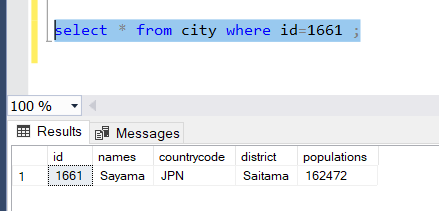 select * from city where id=1661 ;
100 %
Results Messages
id names countrycode district populations
1 1661 Sayama JPN Saitama 162472